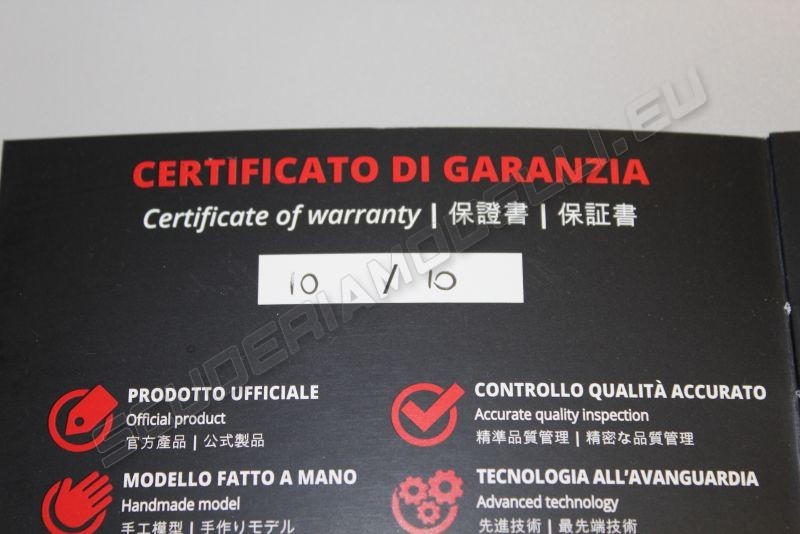 CERTIFICATO DI GARANZIA
Certificate of warranty | 保證書 | 保証書
10 / 10
PRODOTTO UFFICIALE
Official product
官方產品 | 公式製品
CONTROLLO QUALITÀ ACCURATO
Accurate quality inspection
精準品質管理 | 精密な品質管理
MODELLO FATTO A MANO
Handmade model
手工模型 | 手作りモデル
TECNOLOGIA ALL'AVANGUARDIA
Advanced technology
先進技術 | 最先端技術
SCUDERIAMODELLI.EU